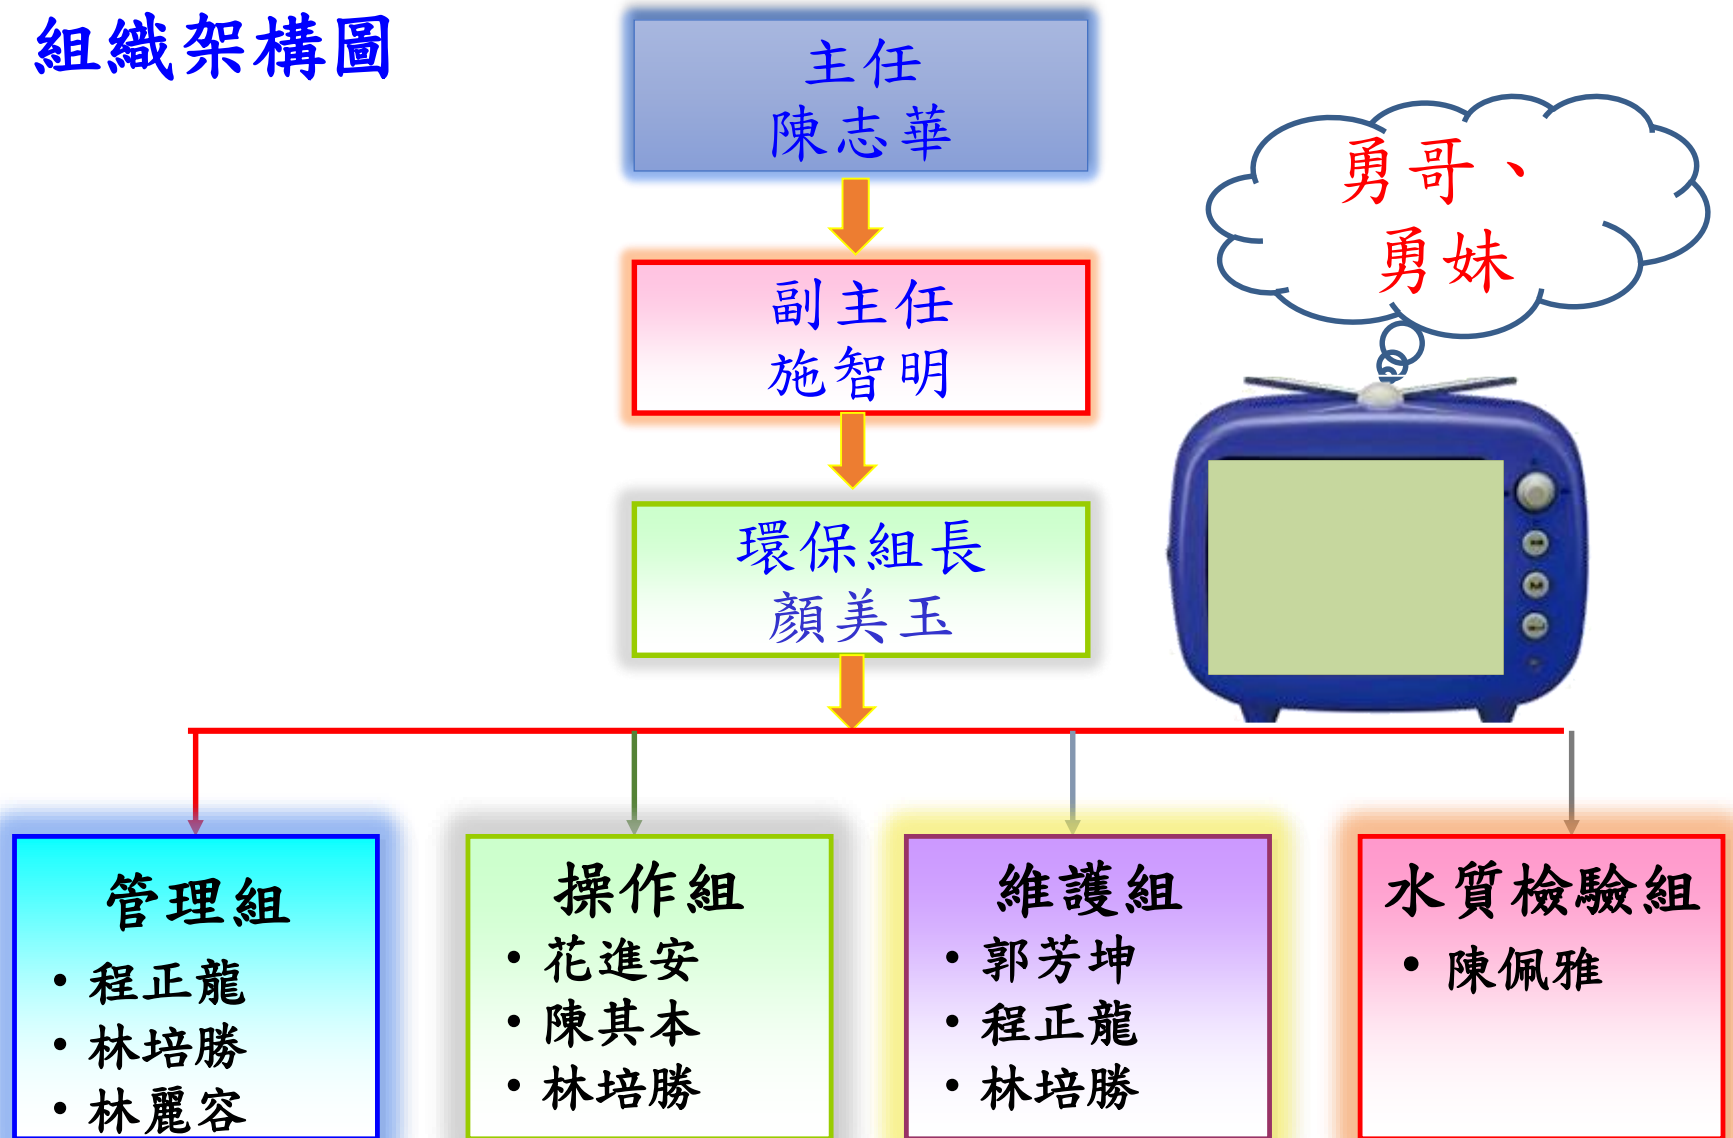 組織架構圖
主任
陳志華
勇哥、
勇妹
副主任
施智明
環保組長
顏美玉
管理組
• 程正龍
• 林培勝
• 林麗容
操作組
• 花進安
• 陳其本
• 林培勝
維護組
• 郭芳坤
• 程正龍
• 林培勝
水質檢驗組
• 陳佩雅